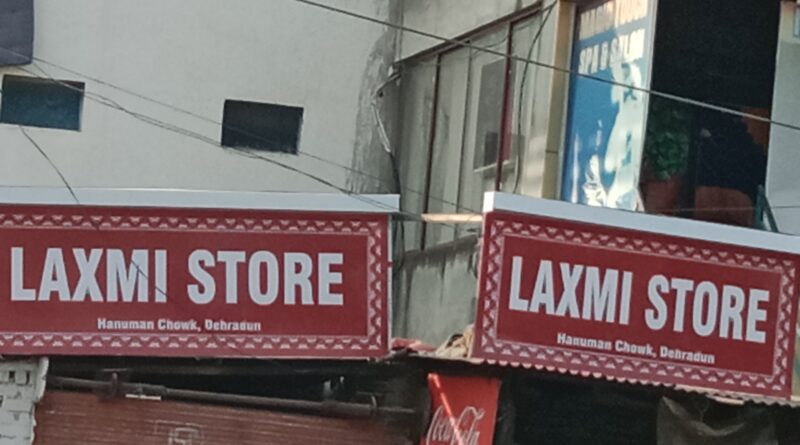 SPA & SALON
LAXMI STORE
Hanuman Chowk, Dehradun
LAXMI STORE
Hanuman Chowk, Dehradun
Coca-Cola